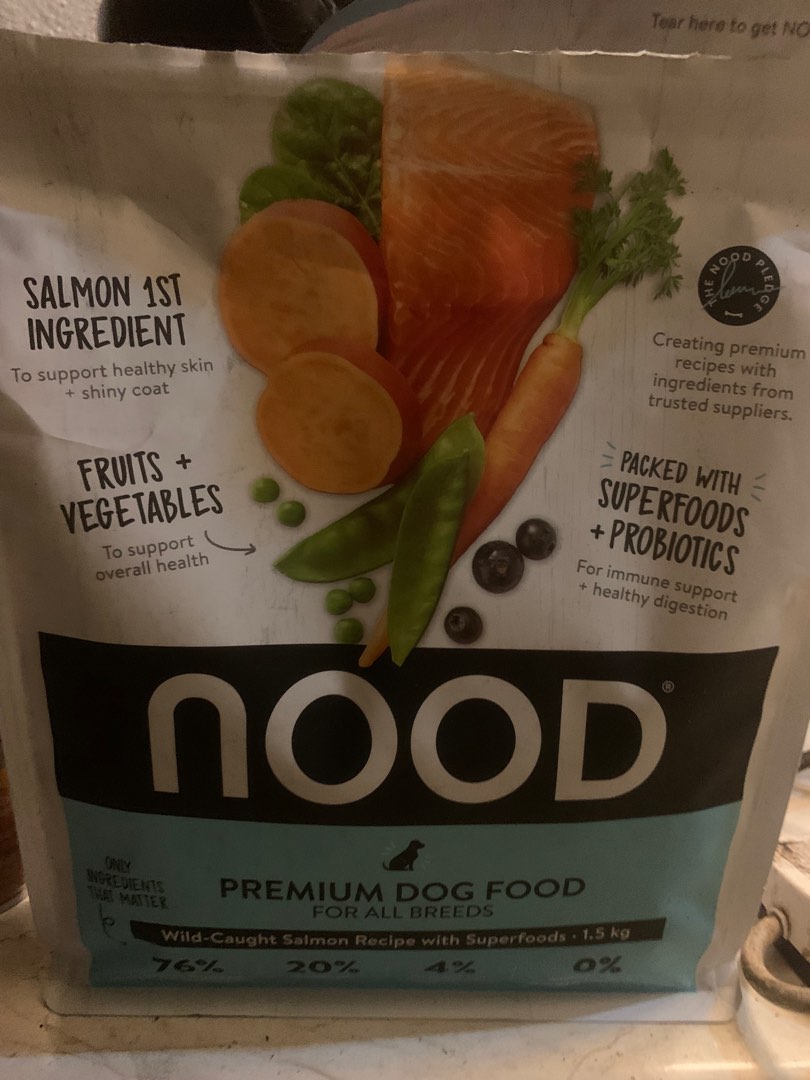 Tear here to get NO
SALMON 1ST
INGREDIENT
To support healthy skin
+ shiny coat
THE NOOD PLEDGE
Creating premium
recipes with
ingredients from
trusted suppliers.
FRUITS +
VEGETABLES
To support
overall health
PACKED WITH
SUPERFOODS
+ PROBIOTICS
For immune support
+ healthy digestion
NOOD®
ONLY
INGREDIENTS
THAT MATTER
PREMIUM DOG FOOD
FOR ALL BREEDS
Wild-Caught Salmon Recipe with Superfoods · 1.5 kg
76% 20% 4% 0%